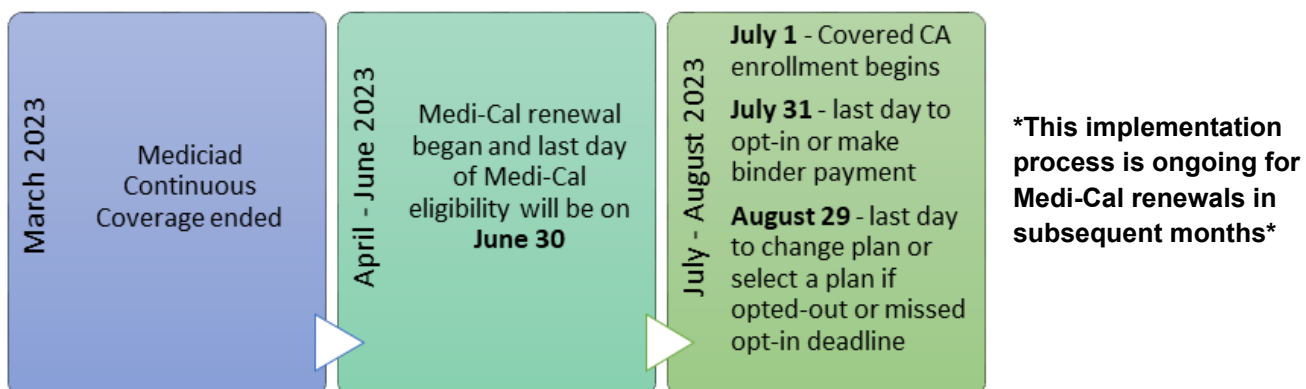 March 2023
Mediciad
Continuous
Coverage ended
April - June 2023
Medi-Cal renewal
began and last day
of Medi-Cal
eligibility will be on
June 30
July - August 2023
July 1 - Covered CA
enrollment begins
July 31 - last day to
opt-in or make
binder payment
August 29 - last day
to change plan or
select a plan if
opted-out or missed
opt-in deadline
*This implementation
process is ongoing for
Medi-Cal renewals in
subsequent months*